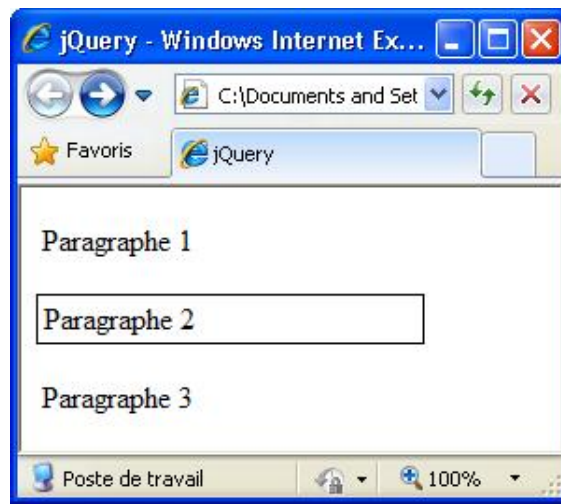 jQuery - Windows Internet Ex...
C:\Documents and Set
Favoris
jQuery
Paragraphe 1
Paragraphe 2
Paragraphe 3
Poste de travail
100%